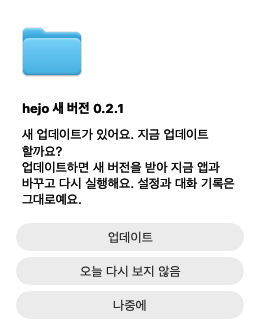 hejo 새 버전 0.2.1
새 업데이트가 있어요. 지금 업데이트
할까요?
업데이트하면 새 버전을 받아 지금 앱과
바꾸고 다시 실행해요. 설정과 대화 기록은
그대로예요.
업데이트
오늘 다시 보지 않음
나중에